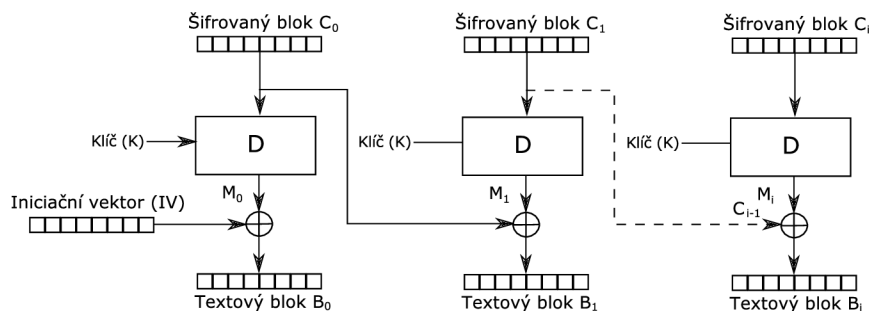 Šifrovaný blok C₀
Šifrovaný blok C₁
Šifrovaný blok Cᵢ
Klíč (K)
D
Klíč (K)
D
Klíč (K)
D
M₀
M₁
Mᵢ
Iniciační vektor (IV)
Cᵢ₋₁
Textový blok B₀
Textový blok B₁
Textový blok Bᵢ